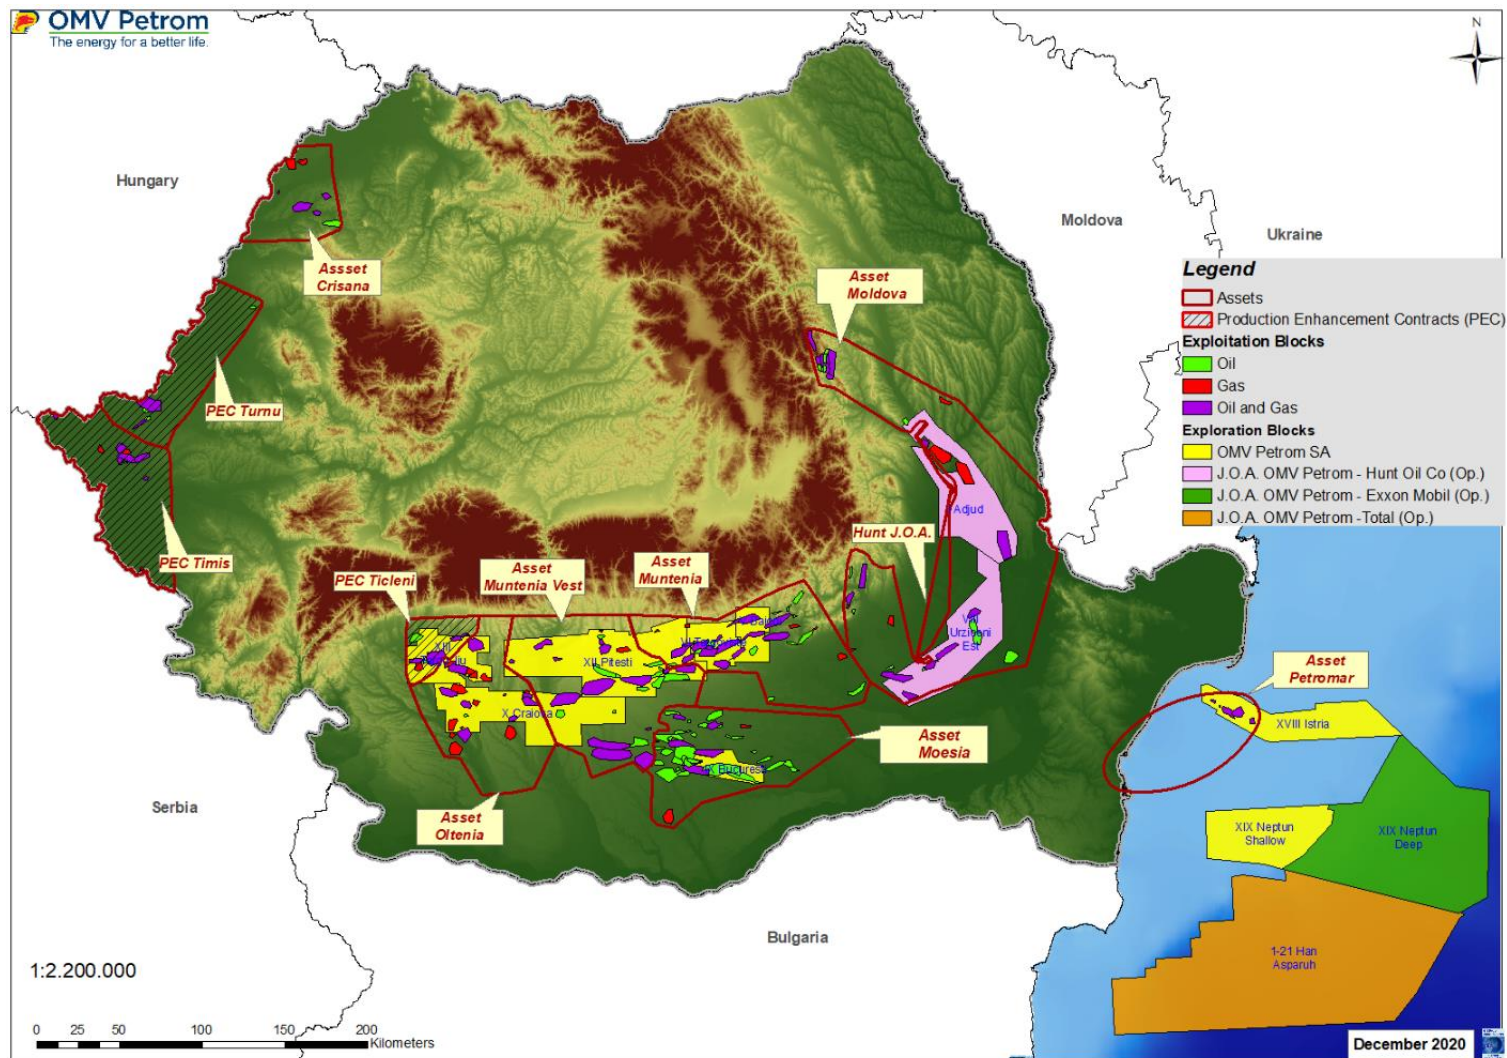 OMV Petrom
The energy for a better life.
N
Hungary
Moldova
Ukraine
Serbia
Bulgaria
Assset
Crisana
Asset
Moldova
PEC Turnu
PEC Timis
PEC Ticleni
Asset
Muntenia Vest
Asset
Muntenia
Hunt J.O.A.
Adjud
Urziceni
Est
XIII
XII Pitesti
X Craiova
Asset
Moesia
Asset
Oltenia
Asset
Petromar
XVIII Istria
XIX Neptun
Shallow
XIX Neptun
Deep
1-21 Han
Asparuh
Legend
Assets
Production Enhancement Contracts (PEC)
Exploitation Blocks
Oil
Gas
Oil and Gas
Exploration Blocks
OMV Petrom SA
J.O.A. OMV Petrom - Hunt Oil Co (Op.)
J.O.A. OMV Petrom - Exxon Mobil (Op.)
J.O.A. OMV Petrom -Total (Op.)
1:2.200.000
0 25 50 100 150 200
Kilometers
December 2020